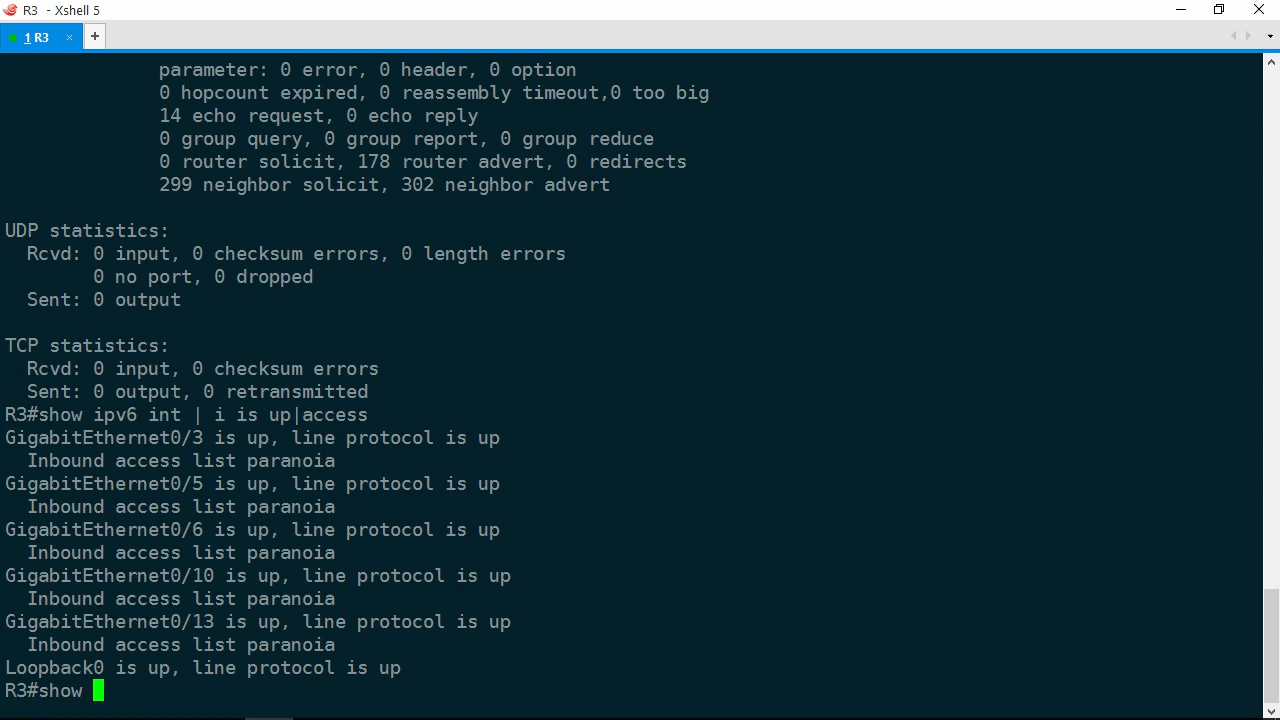 R3 - Xshell 5
1 R3 × +
parameter: 0 error, 0 header, 0 option
0 hopcount expired, 0 reassembly timeout,0 too big
14 echo request, 0 echo reply
0 group query, 0 group report, 0 group reduce
0 router solicit, 178 router advert, 0 redirects
299 neighbor solicit, 302 neighbor advert
UDP statistics:
Rcvd: 0 input, 0 checksum errors, 0 length errors
0 no port, 0 dropped
Sent: 0 output
TCP statistics:
Rcvd: 0 input, 0 checksum errors
Sent: 0 output, 0 retransmitted
R3#show ipv6 int | i is up|access
GigabitEthernet0/3 is up, line protocol is up
Inbound access list paranoia
GigabitEthernet0/5 is up, line protocol is up
Inbound access list paranoia
GigabitEthernet0/6 is up, line protocol is up
Inbound access list paranoia
GigabitEthernet0/10 is up, line protocol is up
Inbound access list paranoia
GigabitEthernet0/13 is up, line protocol is up
Inbound access list paranoia
Loopback0 is up, line protocol is up
R3#show